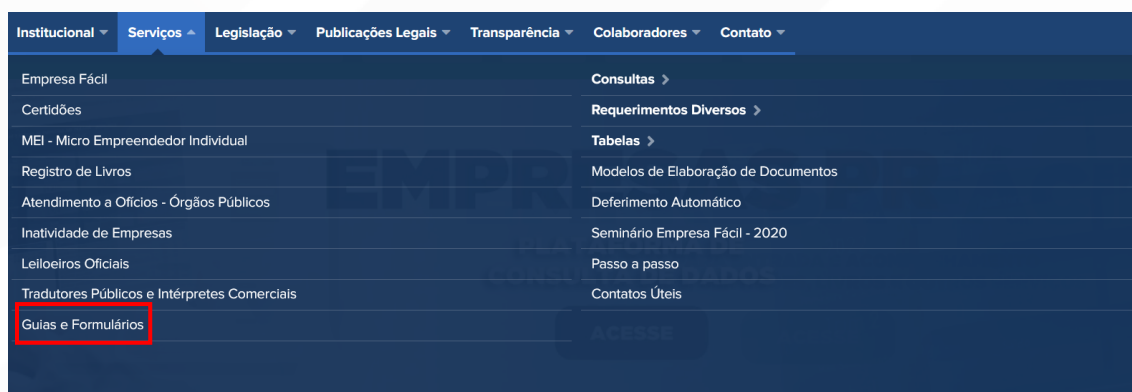 Institucional Serviços Legislação Publicações Legais Transparência Colaboradores Contato
Empresa Fácil
Certidões
MEI - Micro Empreendedor Individual
Registro de Livros
Atendimento a Ofícios - Órgãos Públicos
Inatividade de Empresas
Leiloeiros Oficiais
Tradutores Públicos e Intérpretes Comerciais
Guias e Formulários
Consultas >
Requerimentos Diversos >
Tabelas >
Modelos de Elaboração de Documentos
Deferimento Automático
Seminário Empresa Fácil - 2020
Passo a passo
Contatos Úteis
ACESSE